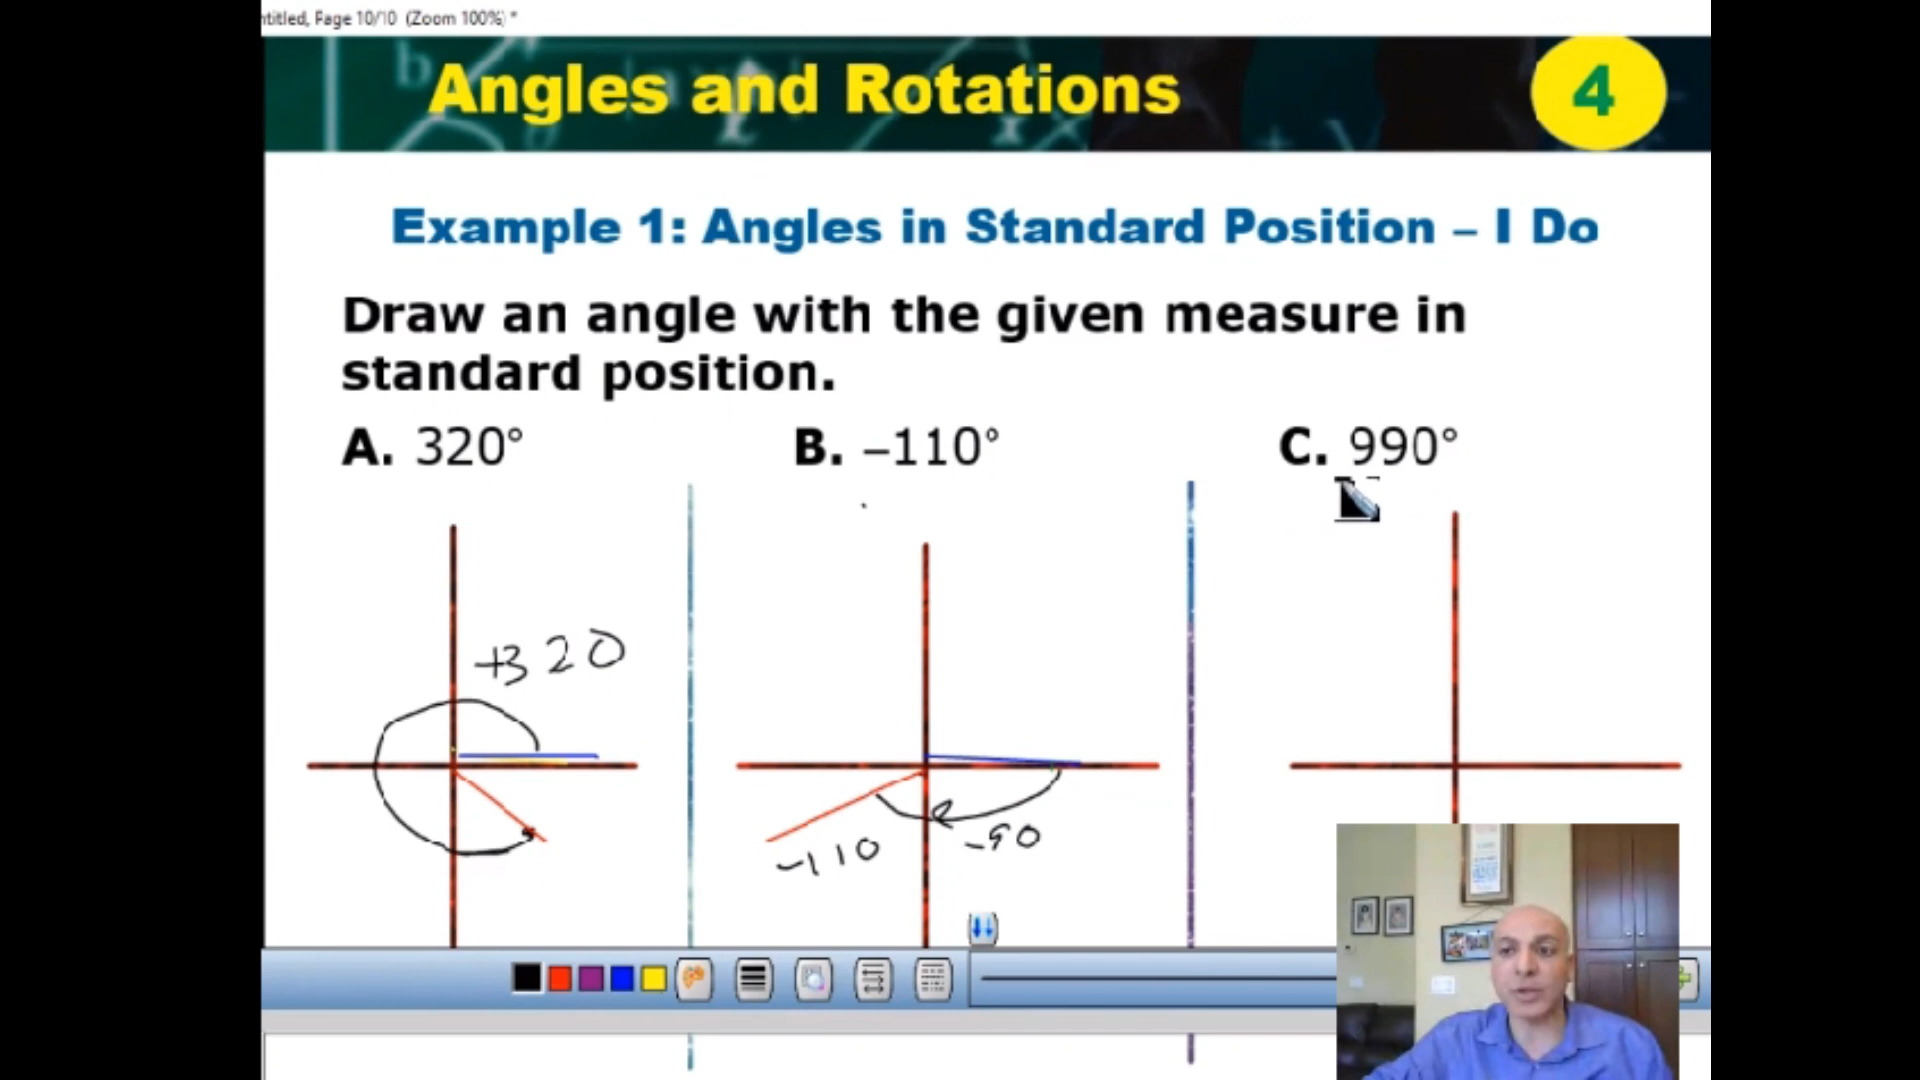 ntitled, Page 10/10 (Zoom 100%) *
Angles and Rotations
4
Example 1: Angles in Standard Position – I Do
Draw an angle with the given measure in
standard position.
A. 320° B. –110° C. 990°
+320
-110 -90